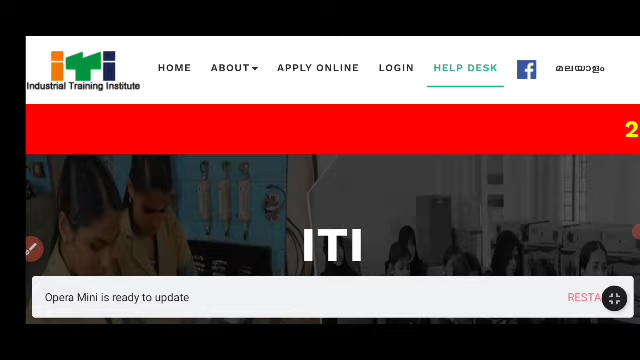 iTi
Industrial Training Institute
HOME ABOUT APPLY ONLINE LOGIN HELP DESK f മലയാളം
2
ITI
Opera Mini is ready to update
RESTA